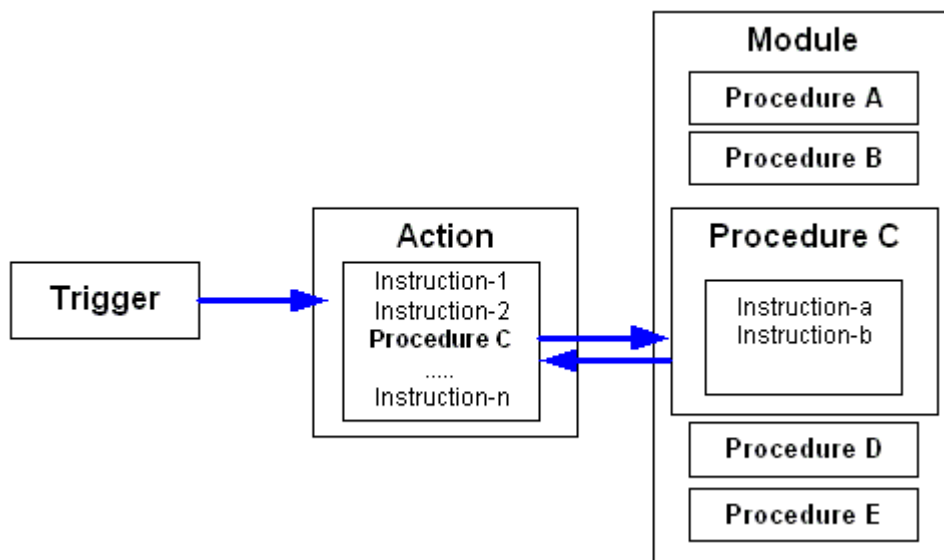 Trigger
Action
Instruction-1
Instruction-2
Procedure C
.....
Instruction-n
Module
Procedure A
Procedure B
Procedure C
Instruction-a
Instruction-b
Procedure D
Procedure E